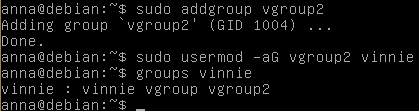 anna@debian:~$ sudo addgroup vgroup2
Adding group `vgroup2' (GID 1004) ...
Done.
anna@debian:~$ sudo usermod -aG vgroup2 vinnie
anna@debian:~$ groups vinnie
vinnie : vinnie vgroup vgroup2
anna@debian:~$ _